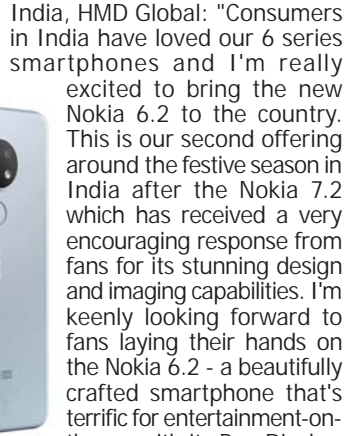 India, HMD Global: "Consumers
in India have loved our 6 series
smartphones and I'm really
excited to bring the new
Nokia 6.2 to the country.
This is our second offering
around the festive season in
India after the Nokia 7.2
which has received a very
encouraging response from
fans for its stunning design
and imaging capabilities. I'm
keenly looking forward to
fans laying their hands on
the Nokia 6.2 - a beautifully
crafted smartphone that's
terrific for entertainment-on-